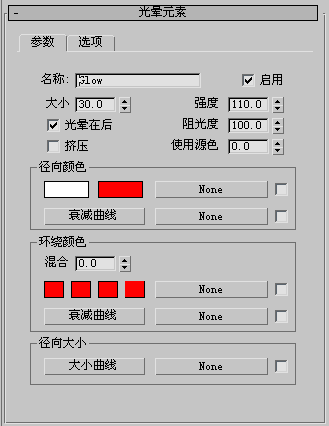 - 光晕元素
参数 选项
名称: Glow 启用
大小 30.0 强度 110.0
光晕在后 阻光度 100.0
挤压 使用源色 0.0
径向颜色
None
衰减曲线 None
环绕颜色
混合 0.0
None
衰减曲线 None
径向大小
大小曲线 None